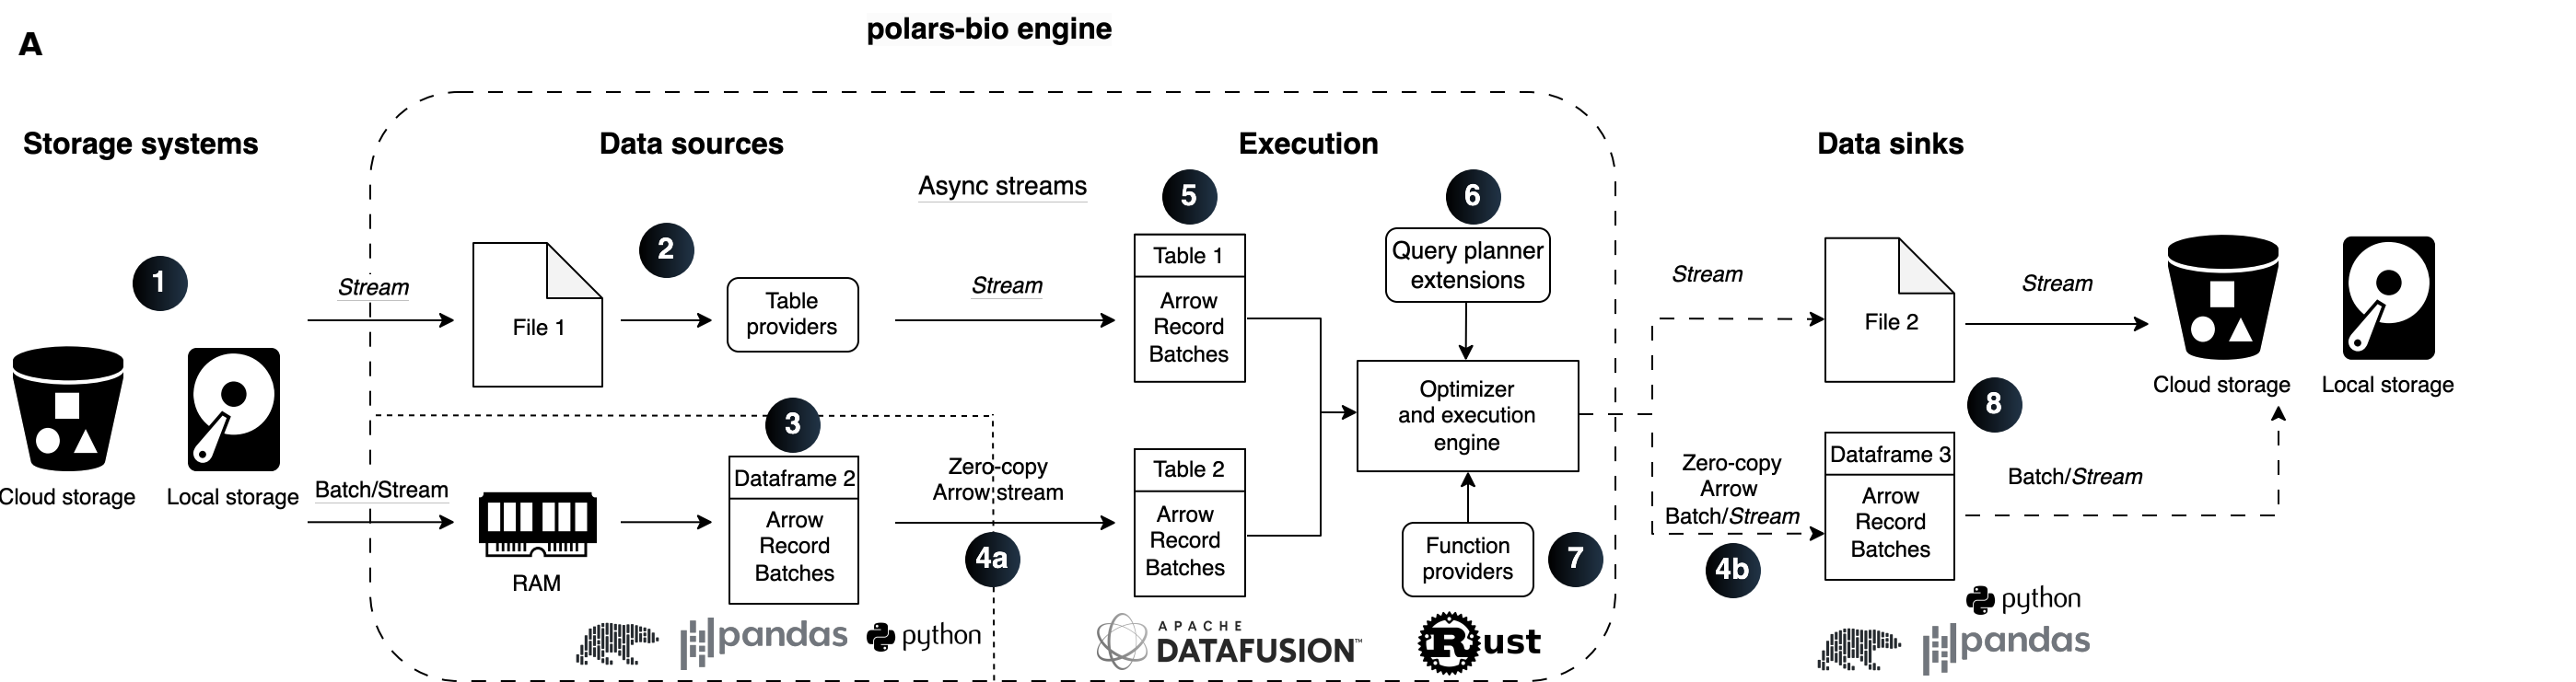 A
polars-bio engine
Storage systems
Data sources
Execution
Data sinks
Async streams
1
Stream
File 1
2
Table
providers
Stream
5
Table 1
Arrow
Record
Batches
6
Query planner
extensions
Optimizer
and execution
engine
Stream
File 2
Stream
Cloud storage
Local storage
Cloud storage
Local storage
Batch/Stream
RAM
3
Dataframe 2
Arrow
Record
Batches
Zero-copy
Arrow stream
4a
Table 2
Arrow
Record
Batches
Function
providers
7
Zero-copy
Arrow
Batch/Stream
4b
8
Dataframe 3
Arrow
Record
Batches
Batch/Stream
pandas
python
APACHE
DATAFUSION™
Rust
python
pandas